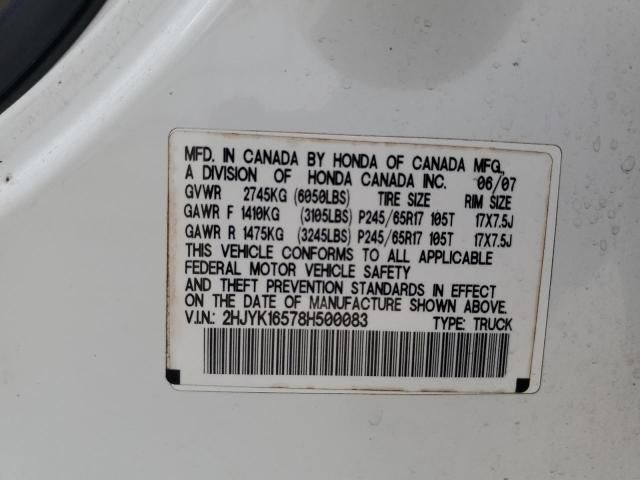 MFD. IN CANADA BY HONDA OF CANADA MFG.,
A DIVISION OF HONDA CANADA INC. 06/07
GVWR 2745KG (6050LBS) TIRE SIZE RIM SIZE
GAWR F 1410KG (3105LBS) P245/65R17 105T 17X7.5J
GAWR R 1475KG (3245LBS) P245/65R17 105T 17X7.5J
THIS VEHICLE CONFORMS TO ALL APPLICABLE
FEDERAL MOTOR VEHICLE SAFETY
AND THEFT PREVENTION STANDARDS IN EFFECT
ON THE DATE OF MANUFACTURE SHOWN ABOVE.
V.I.N.: 2HJYK16578H500083 TYPE: TRUCK